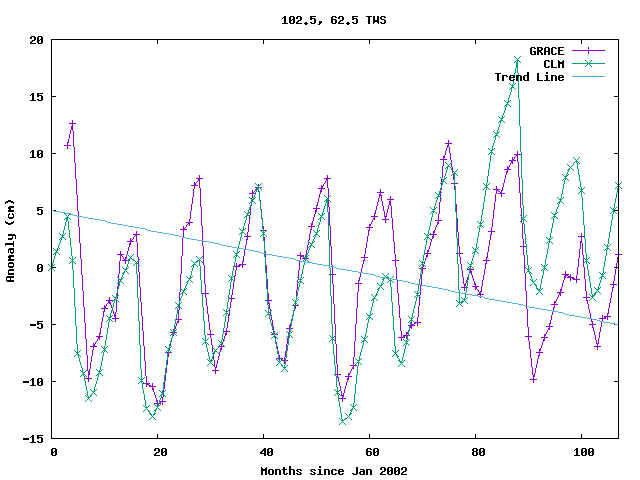 102.5, 62.5 TWS
GRACE
CLM
Trend Line
20
15
10
5
0
-5
-10
-15
Anomaly (cm)
0 20 40 60 80 100
Months since Jan 2002